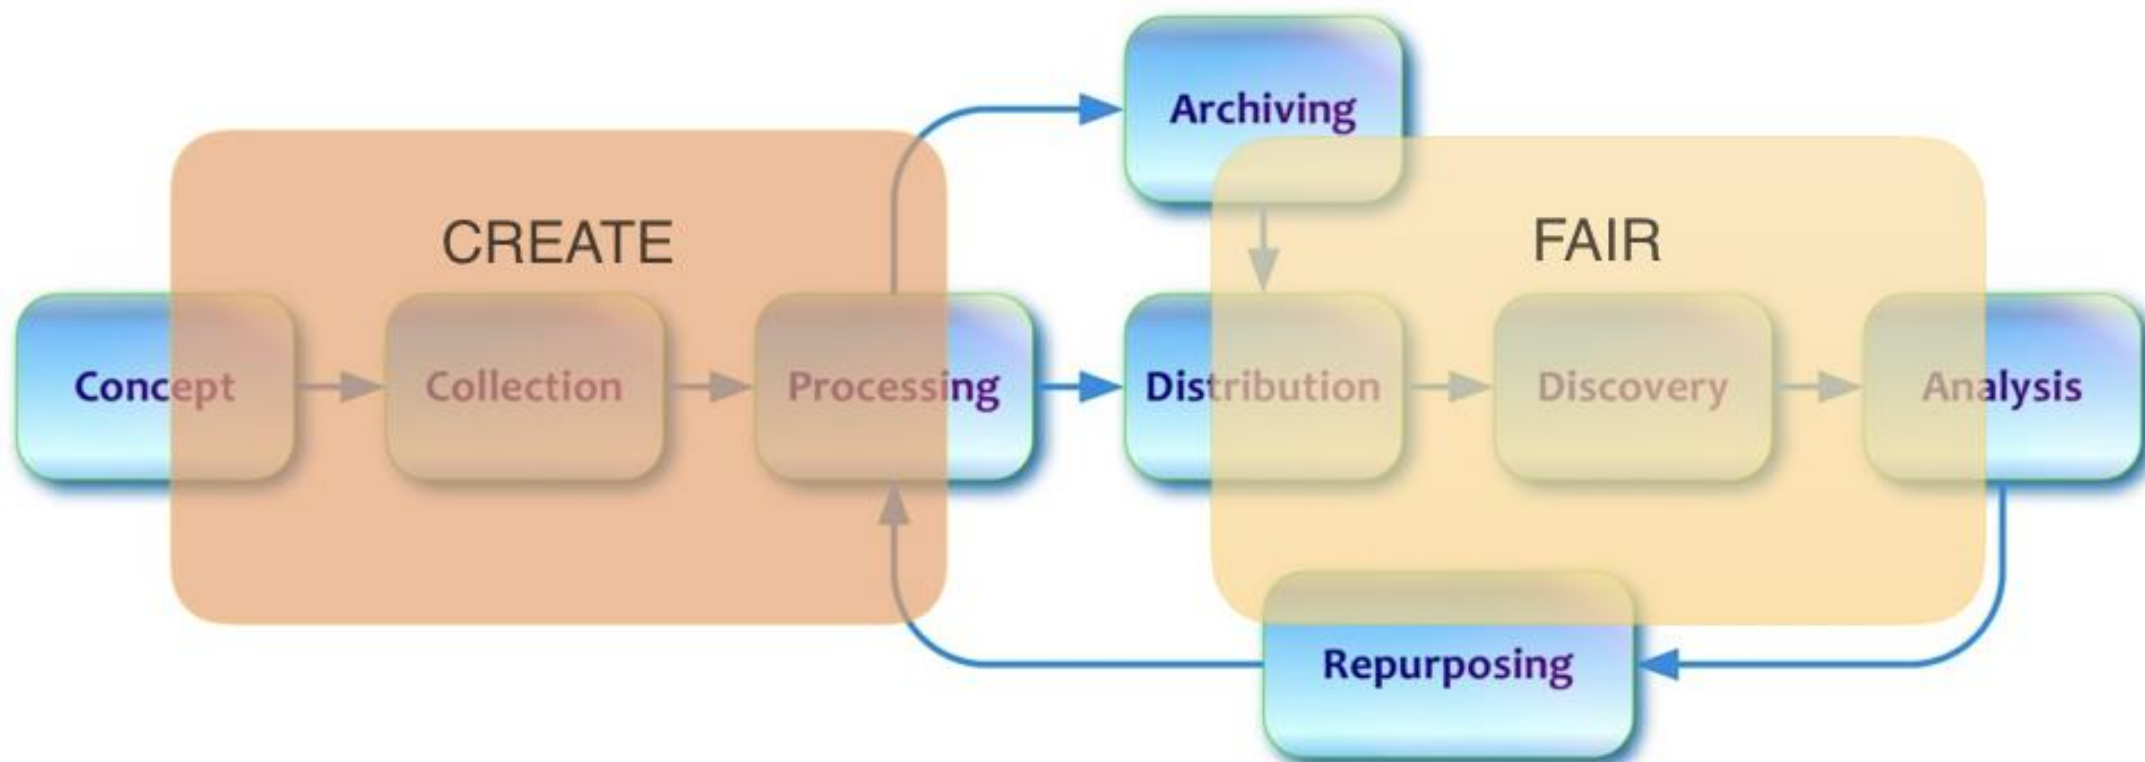 Archiving
CREATE
FAIR
Concept
Collection
Processing
Distribution
Discovery
Analysis
Repurposing